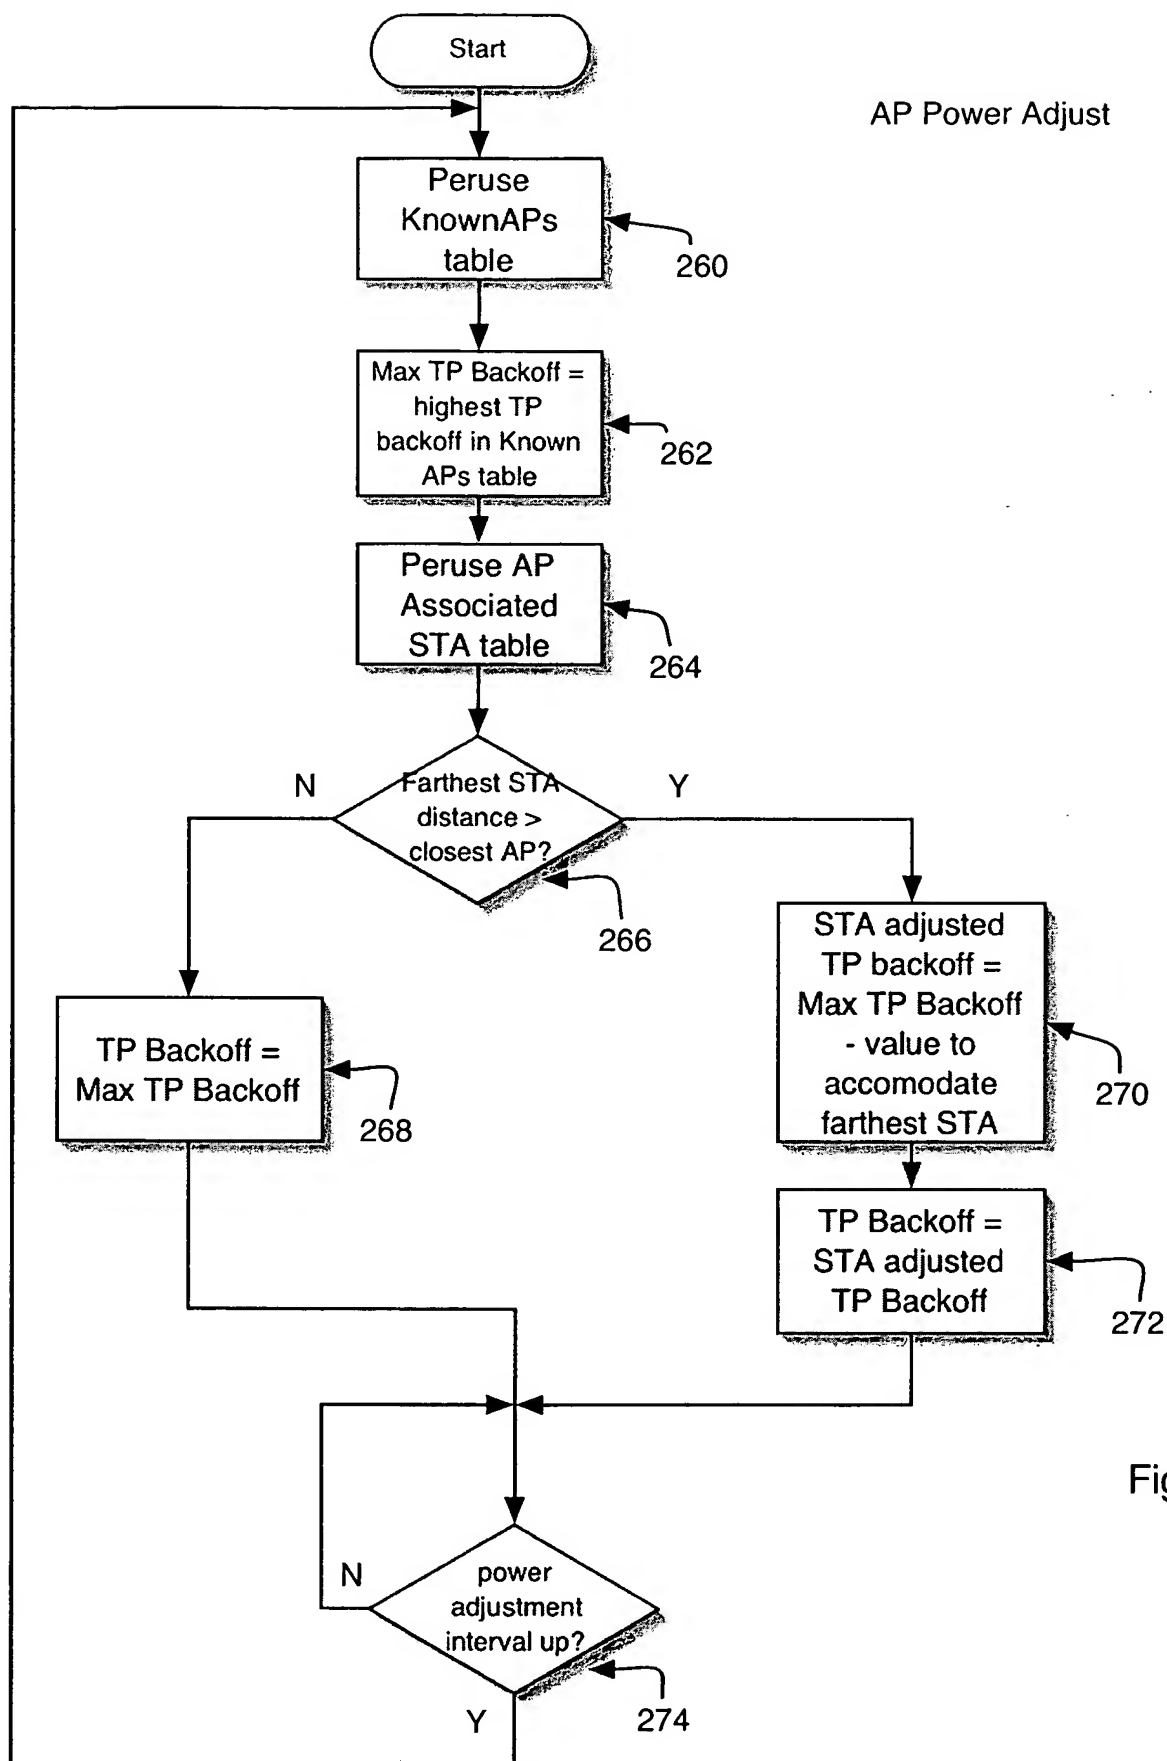 Start
AP Power Adjust
Peruse
KnownAPs
table
260
Max TP Backoff =
highest TP
backoff in Known
APs table
262
Peruse AP
Associated
STA table
264
N
Farthest STA
distance >
closest AP?
Y
266
STA adjusted
TP backoff =
Max TP Backoff
- value to
accomodate
farthest STA
270
TP Backoff =
Max TP Backoff
268
TP Backoff =
STA adjusted
TP Backoff
272
Fig
N
power
adjustment
interval up?
274
Y